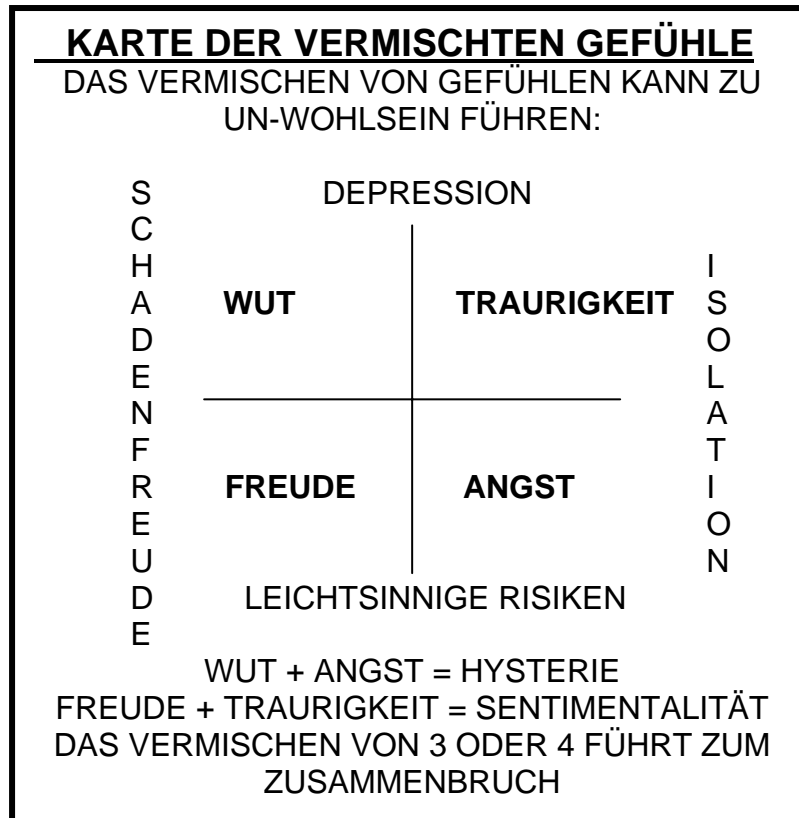 KARTE DER VERMISCHTEN GEFÜHLE
DAS VERMISCHEN VON GEFÜHLEN KANN ZU
UN-WOHLSEIN FÜHREN:
SCHADENFREUDE
DEPRESSION
WUT
TRAURIGKEIT
ISOLATION
FREUDE
ANGST
LEICHTSINNIGE RISIKEN
WUT + ANGST = HYSTERIE
FREUDE + TRAURIGKEIT = SENTIMENTALITÄT
DAS VERMISCHEN VON 3 ODER 4 FÜHRT ZUM
ZUSAMMENBRUCH